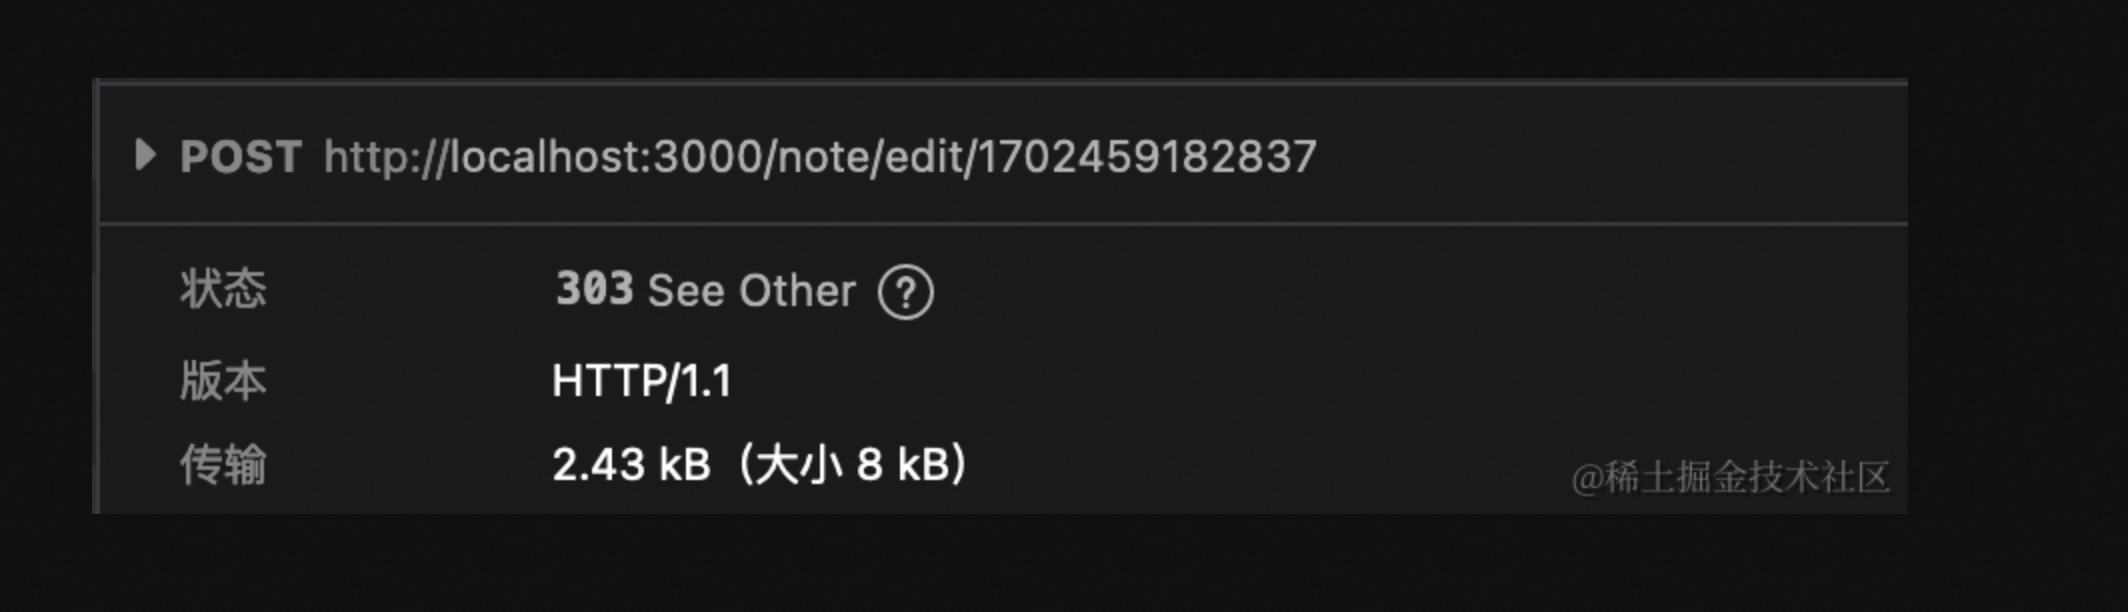 POST http://localhost:3000/note/edit/1702459182837
状态 303 See Other ?
版本 HTTP/1.1
传输 2.43 kB（大小 8 kB）
@稀土掘金技术社区